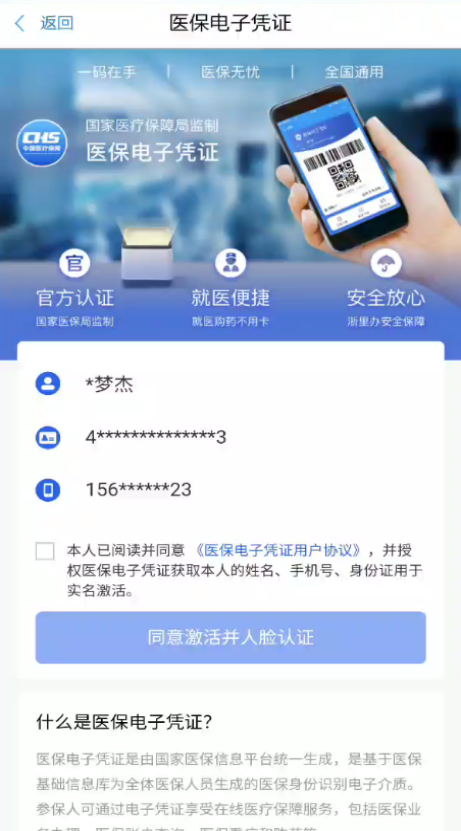 返回
医保电子凭证
一码在手 | 医保无忧 | 全国通用
CHS
中国医疗保障
国家医疗保障局监制
医保电子凭证
官
官方认证 就医便捷 安全放心
国家医保局监制 就医购药不用卡 浙里办安全保障
*梦杰
4**************3
156******23
本人已阅读并同意《医保电子凭证用户协议》，并授
权医保电子凭证获取本人的姓名、手机号、身份证用于
实名激活。
同意激活并人脸认证
什么是医保电子凭证?
医保电子凭证是由国家医保信息平台统一生成，是基于医保
基础信息库为全体医保人员生成的医保身份识别电子介质。
参保人可通过电子凭证享受在线医疗保障服务，包括医保业